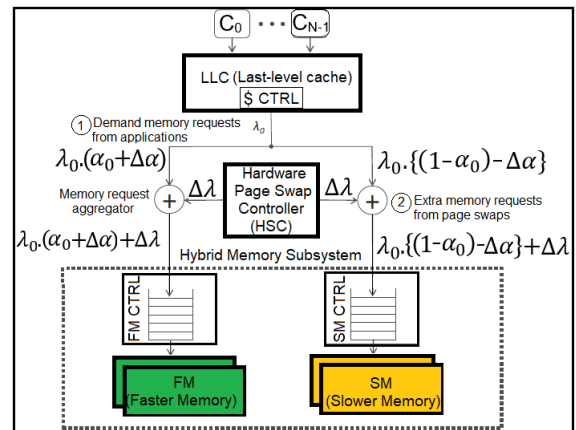 C₀ ••• C_N-1
LLC (Last-level cache)
$ CTRL
① Demand memory requests
from applications
λ₀
λ₀.(α₀+Δα)
λ₀.{(1-α₀)-Δα}
Memory request
aggregator
+
Δλ
Hardware
Page Swap
Controller
(HSC)
Δλ
+
② Extra memory requests
from page swaps
λ₀.(α₀+Δα)+Δλ
λ₀.{(1-α₀)-Δα}+Δλ
Hybrid Memory Subsystem
FM CTRL
SM CTRL
FM
(Faster Memory)
SM
(Slower Memory)